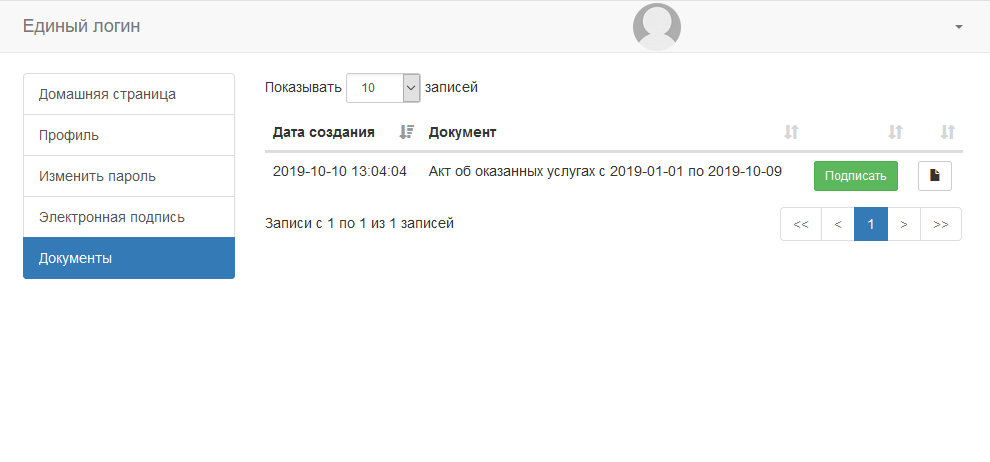 Единый логин
Домашняя страница
Профиль
Изменить пароль
Электронная подпись
Документы
Показывать 10 записей
Дата создания Документ
2019-10-10 13:04:04 Акт об оказанных услугах с 2019-01-01 по 2019-10-09 Подписать
Записи с 1 по 1 из 1 записей << < 1 > >>